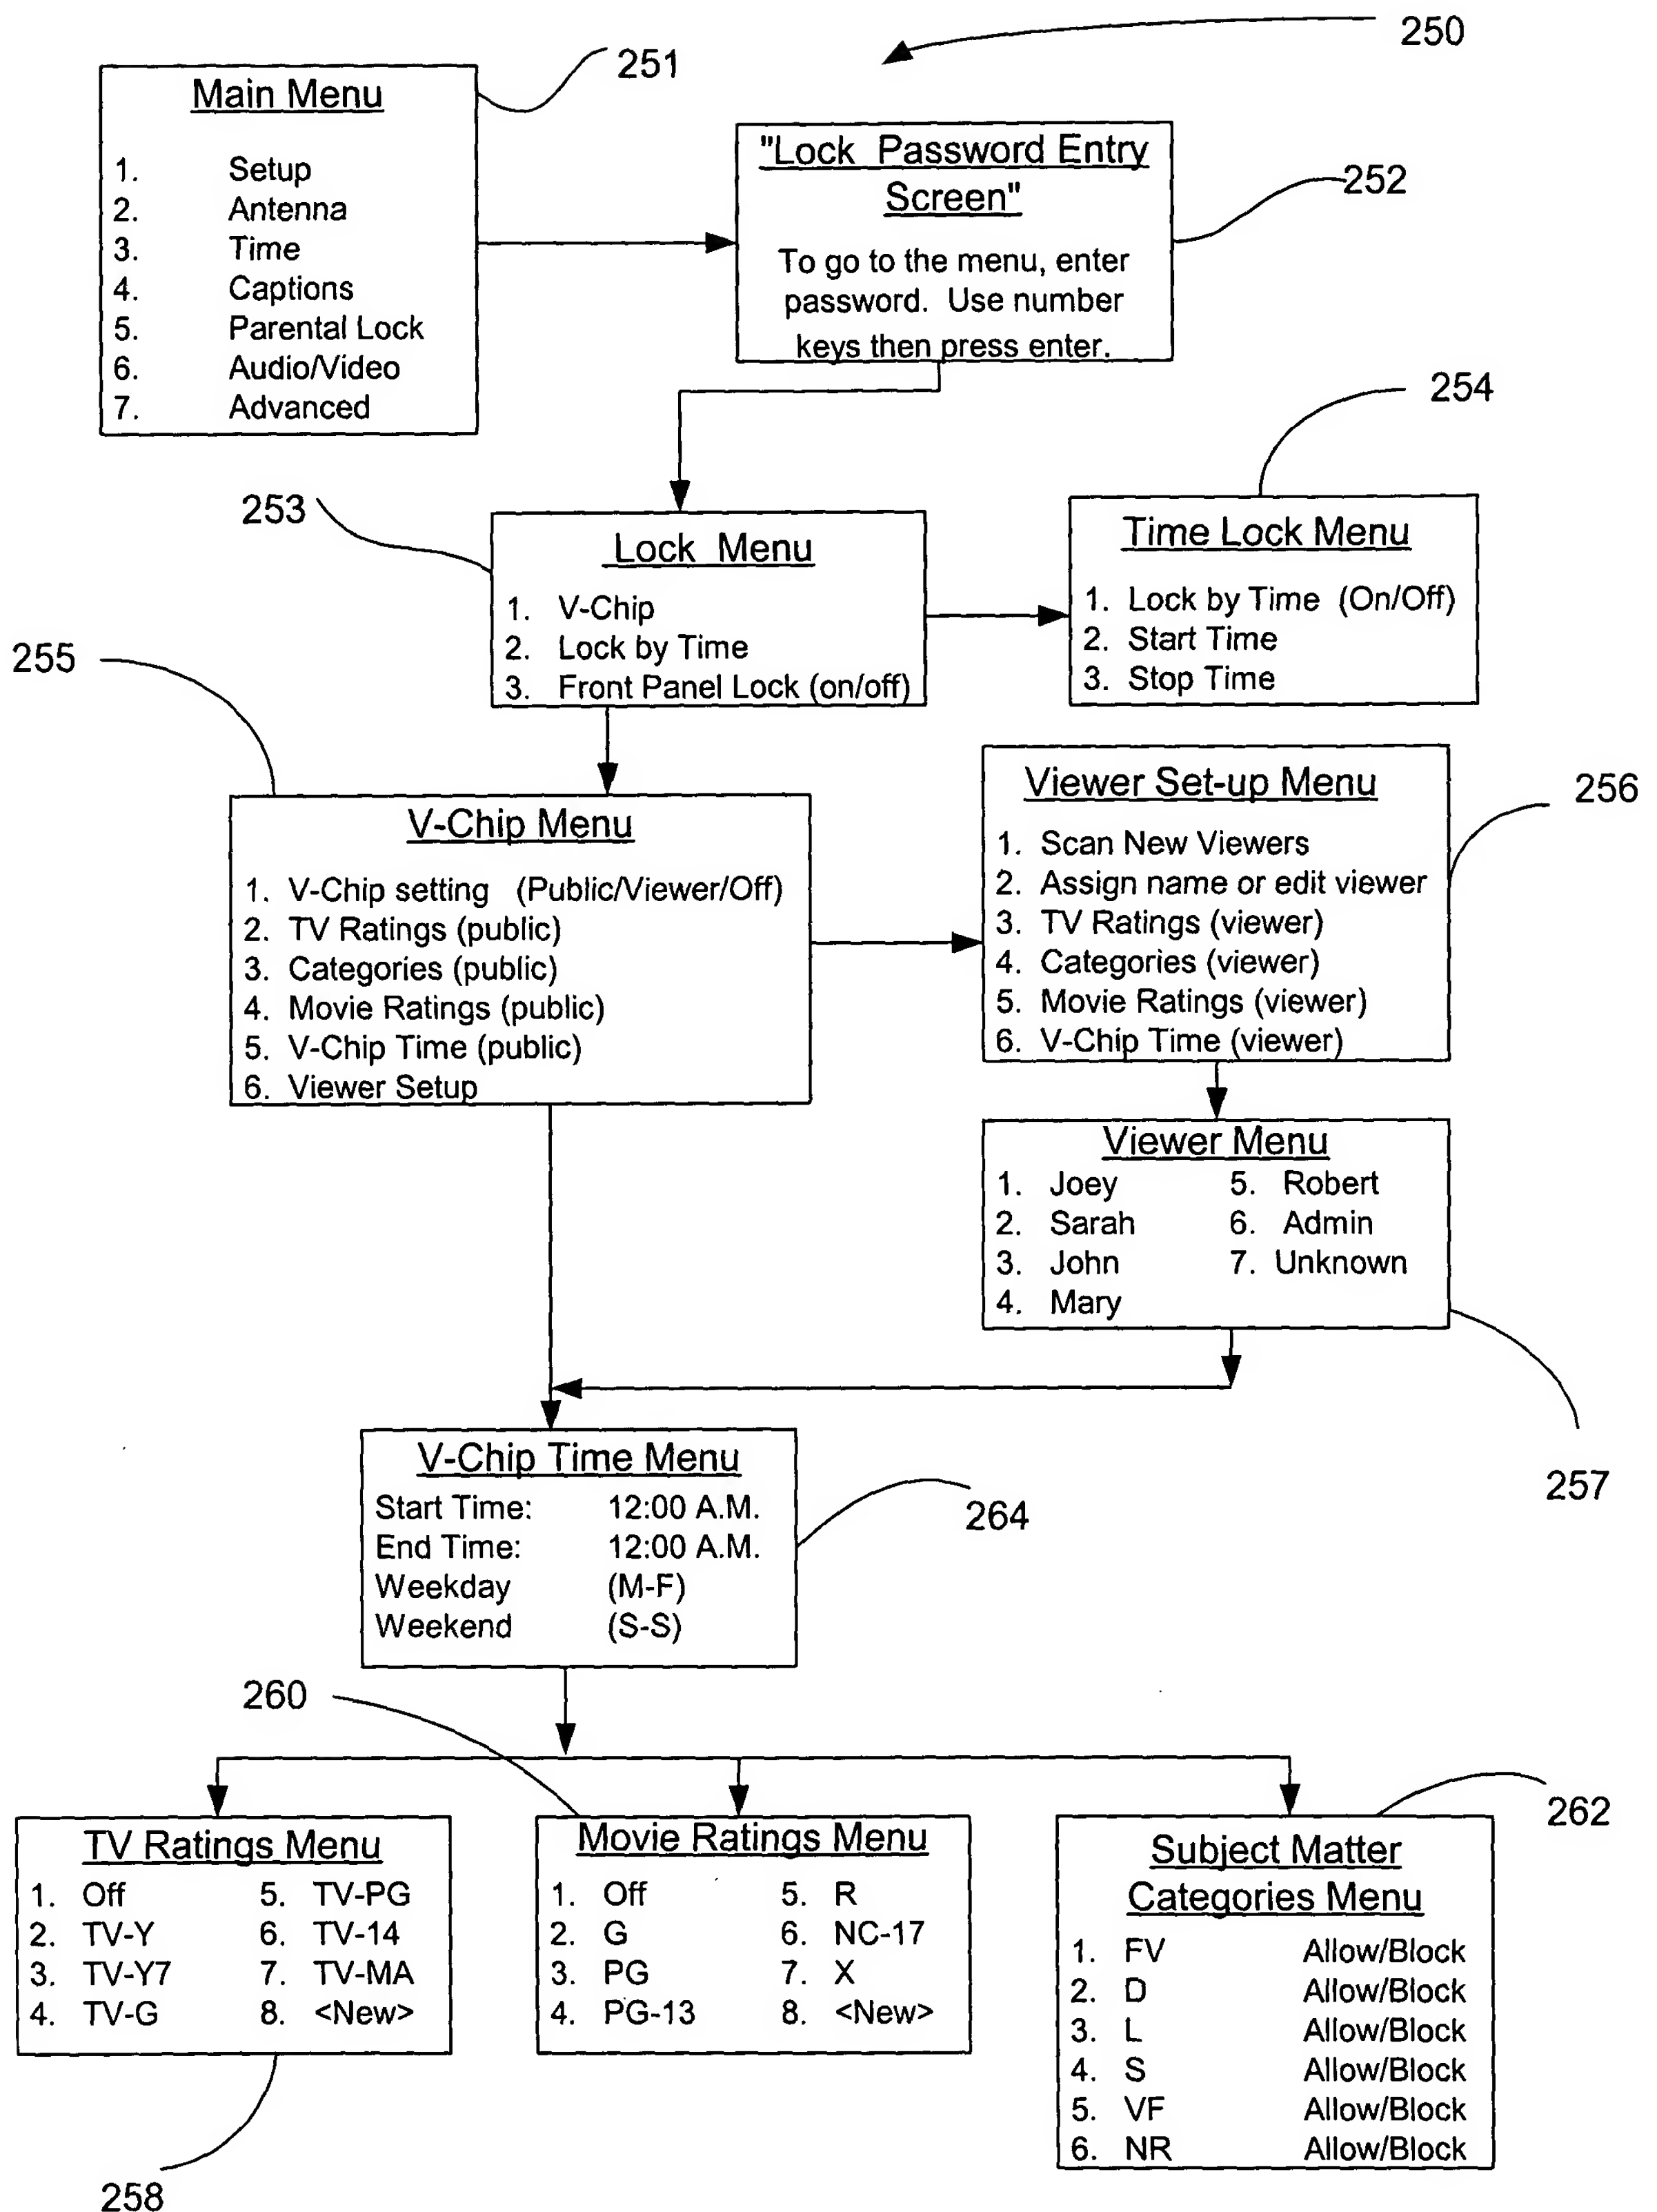 250
251
Main Menu
1. Setup
2. Antenna
3. Time
4. Captions
5. Parental Lock
6. Audio/Video
7. Advanced
"Lock Password Entry
Screen"
To go to the menu, enter
password. Use number
keys then press enter.
252
253
Lock Menu
1. V-Chip
2. Lock by Time
3. Front Panel Lock (on/off)
254
Time Lock Menu
1. Lock by Time (On/Off)
2. Start Time
3. Stop Time
255
V-Chip Menu
1. V-Chip setting (Public/Viewer/Off)
2. TV Ratings (public)
3. Categories (public)
4. Movie Ratings (public)
5. V-Chip Time (public)
6. Viewer Setup
256
Viewer Set-up Menu
1. Scan New Viewers
2. Assign name or edit viewer
3. TV Ratings (viewer)
4. Categories (viewer)
5. Movie Ratings (viewer)
6. V-Chip Time (viewer)
Viewer Menu
1. Joey 5. Robert
2. Sarah 6. Admin
3. John 7. Unknown
4. Mary
257
V-Chip Time Menu
Start Time: 12:00 A.M.
End Time: 12:00 A.M.
Weekday (M-F)
Weekend (S-S)
264
260
TV Ratings Menu
1. Off 5. TV-PG
2. TV-Y 6. TV-14
3. TV-Y7 7. TV-MA
4. TV-G 8. <New>
258
Movie Ratings Menu
1. Off 5. R
2. G 6. NC-17
3. PG 7. X
4. PG-13 8. <New>
262
Subject Matter
Categories Menu
1. FV Allow/Block
2. D Allow/Block
3. L Allow/Block
4. S Allow/Block
5. VF Allow/Block
6. NR Allow/Block